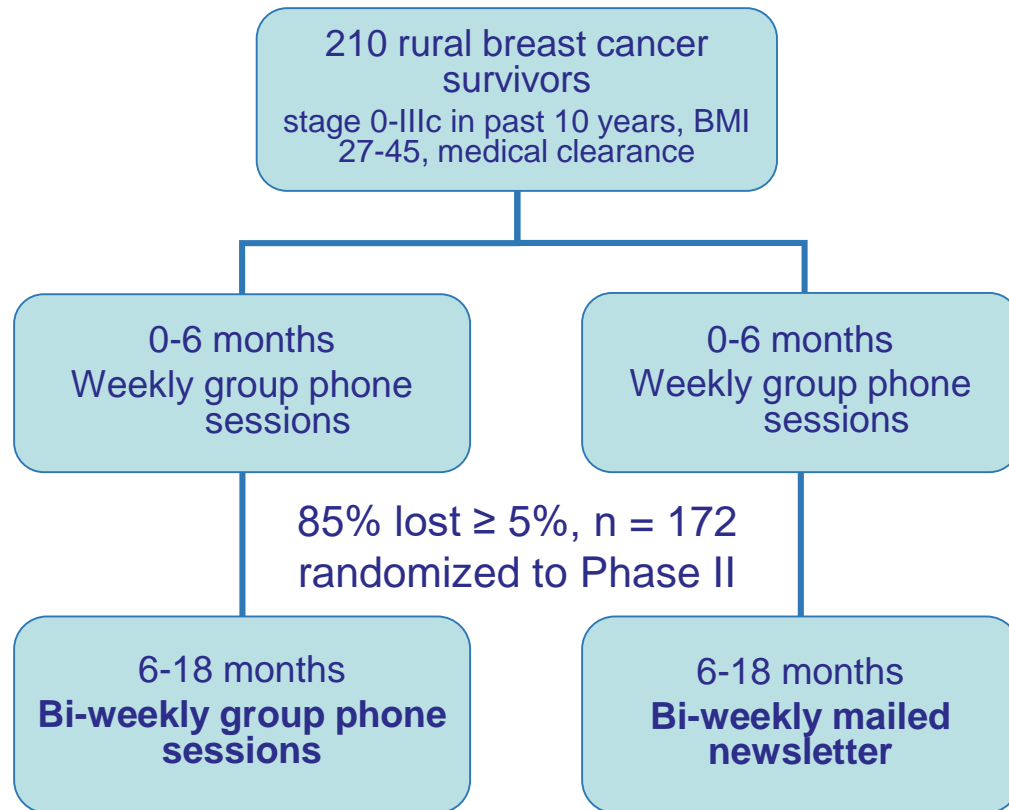 210 rural breast cancer
survivors
stage 0-IIIc in past 10 years, BMI
27-45, medical clearance
0-6 months
Weekly group phone
sessions
0-6 months
Weekly group phone
sessions
85% lost ≥ 5%, n = 172
randomized to Phase II
6-18 months
Bi-weekly group phone
sessions
6-18 months
Bi-weekly mailed
newsletter